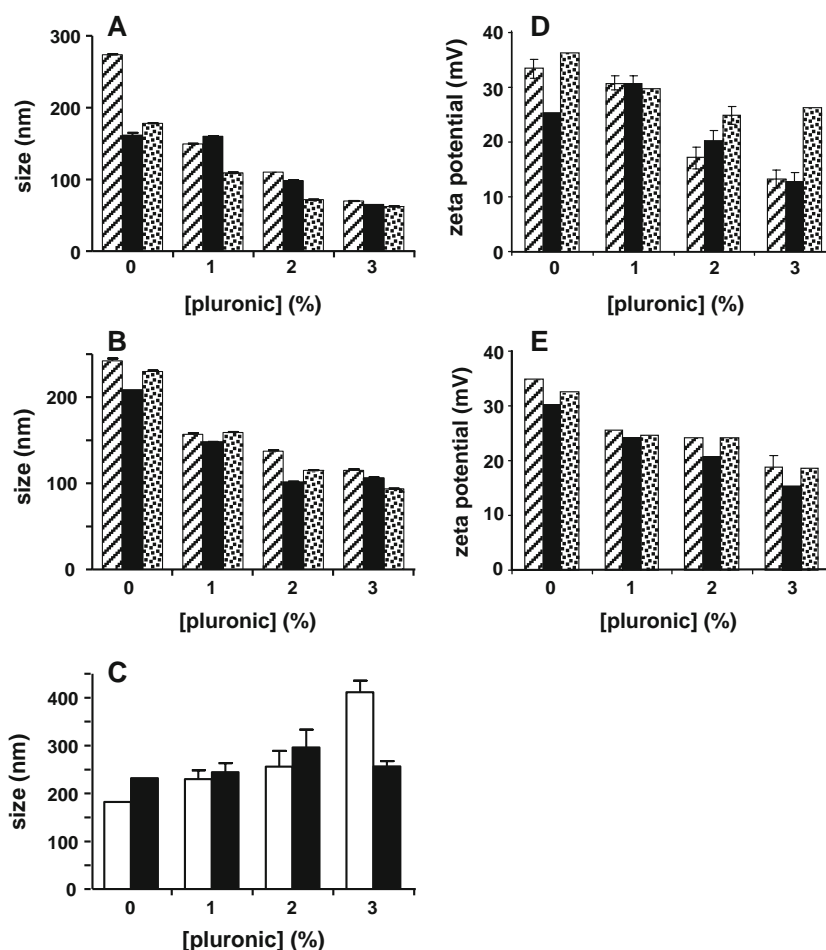 A
300
200
100
0
size (nm)
0 1 2 3
[pluronic] (%)
D
40
30
20
10
0
zeta potential (mV)
0 1 2 3
[pluronic] (%)
B
200
100
0
size (nm)
0 1 2 3
[pluronic] (%)
E
40
30
20
10
0
zeta potential (mV)
0 1 2 3
[pluronic] (%)
C
400
300
200
100
0
size (nm)
0 1 2 3
[pluronic] (%)